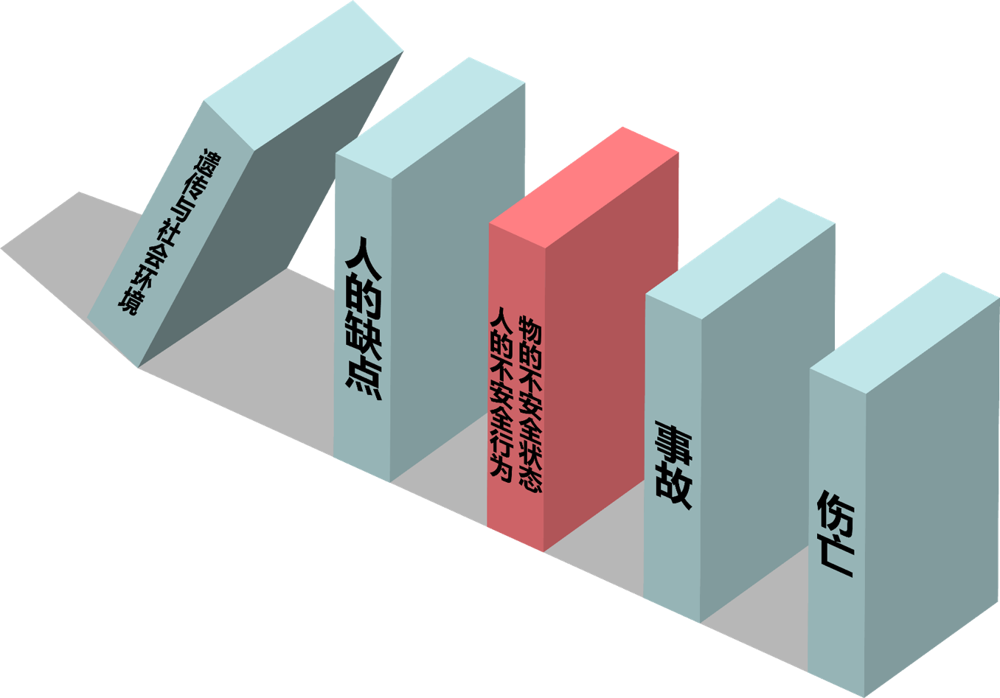 遗传与社会环境
人的缺点
人的不安全行为
物的不安全状态
事故
伤亡